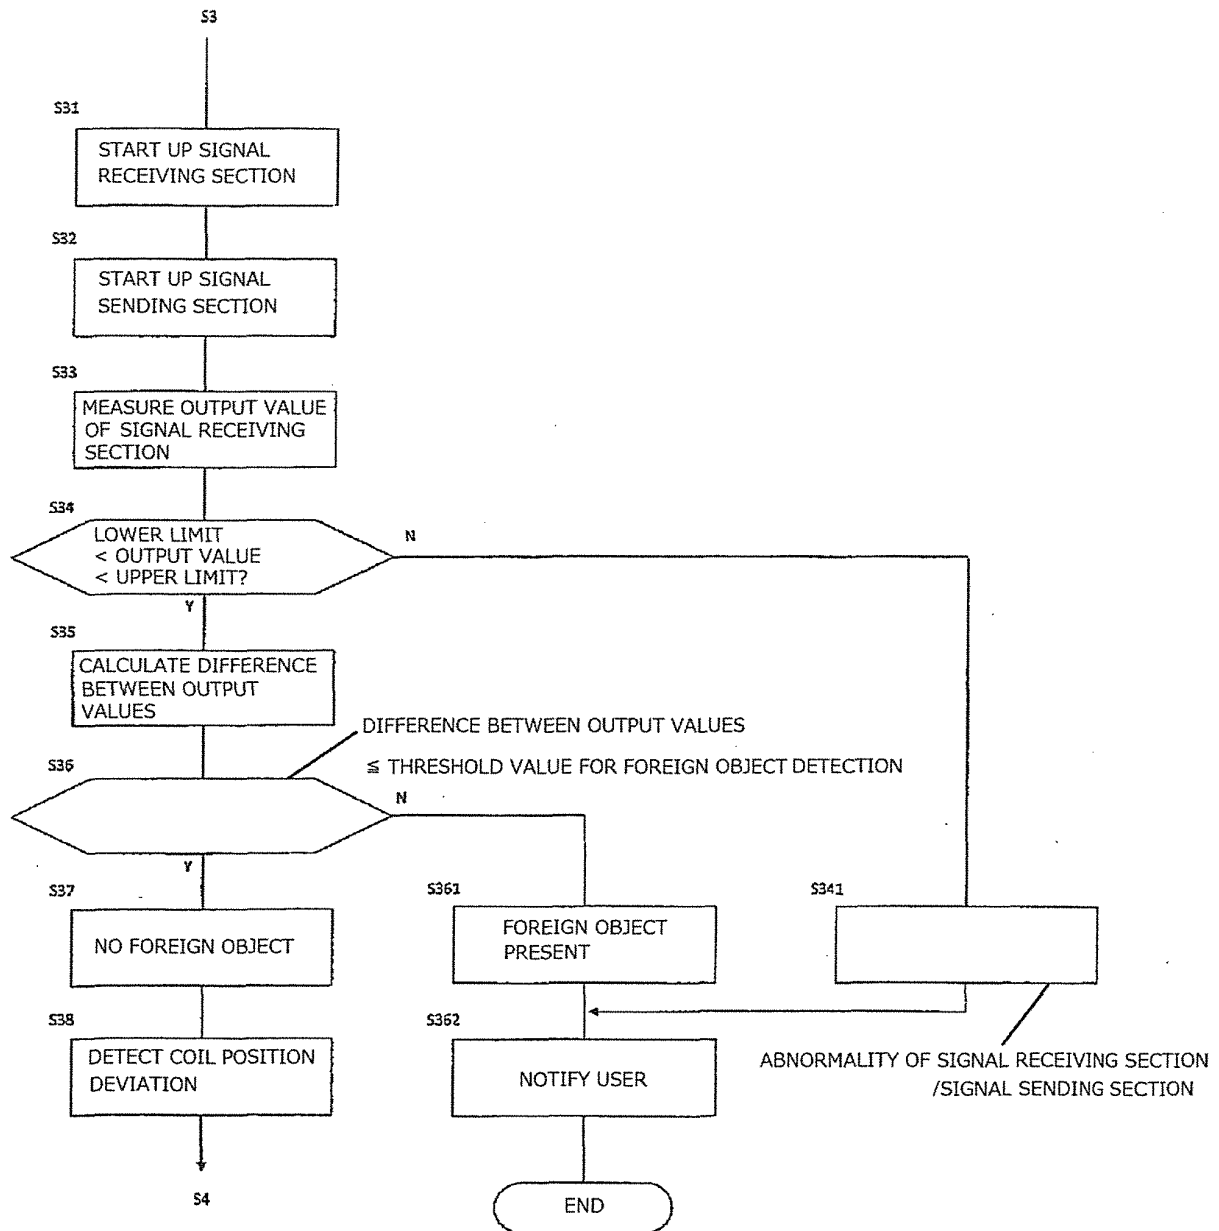 S3
S31
START UP SIGNAL
RECEIVING SECTION
S32
START UP SIGNAL
SENDING SECTION
S33
MEASURE OUTPUT VALUE
OF SIGNAL RECEIVING
SECTION
S34
LOWER LIMIT
< OUTPUT VALUE
< UPPER LIMIT?
N
Y
S35
CALCULATE DIFFERENCE
BETWEEN OUTPUT
VALUES
DIFFERENCE BETWEEN OUTPUT VALUES
≦ THRESHOLD VALUE FOR FOREIGN OBJECT DETECTION
S36
N
Y
S37
NO FOREIGN OBJECT
S361
FOREIGN OBJECT
PRESENT
S341
ABNORMALITY OF SIGNAL RECEIVING SECTION
/SIGNAL SENDING SECTION
S38
DETECT COIL POSITION
DEVIATION
S362
NOTIFY USER
S4
END